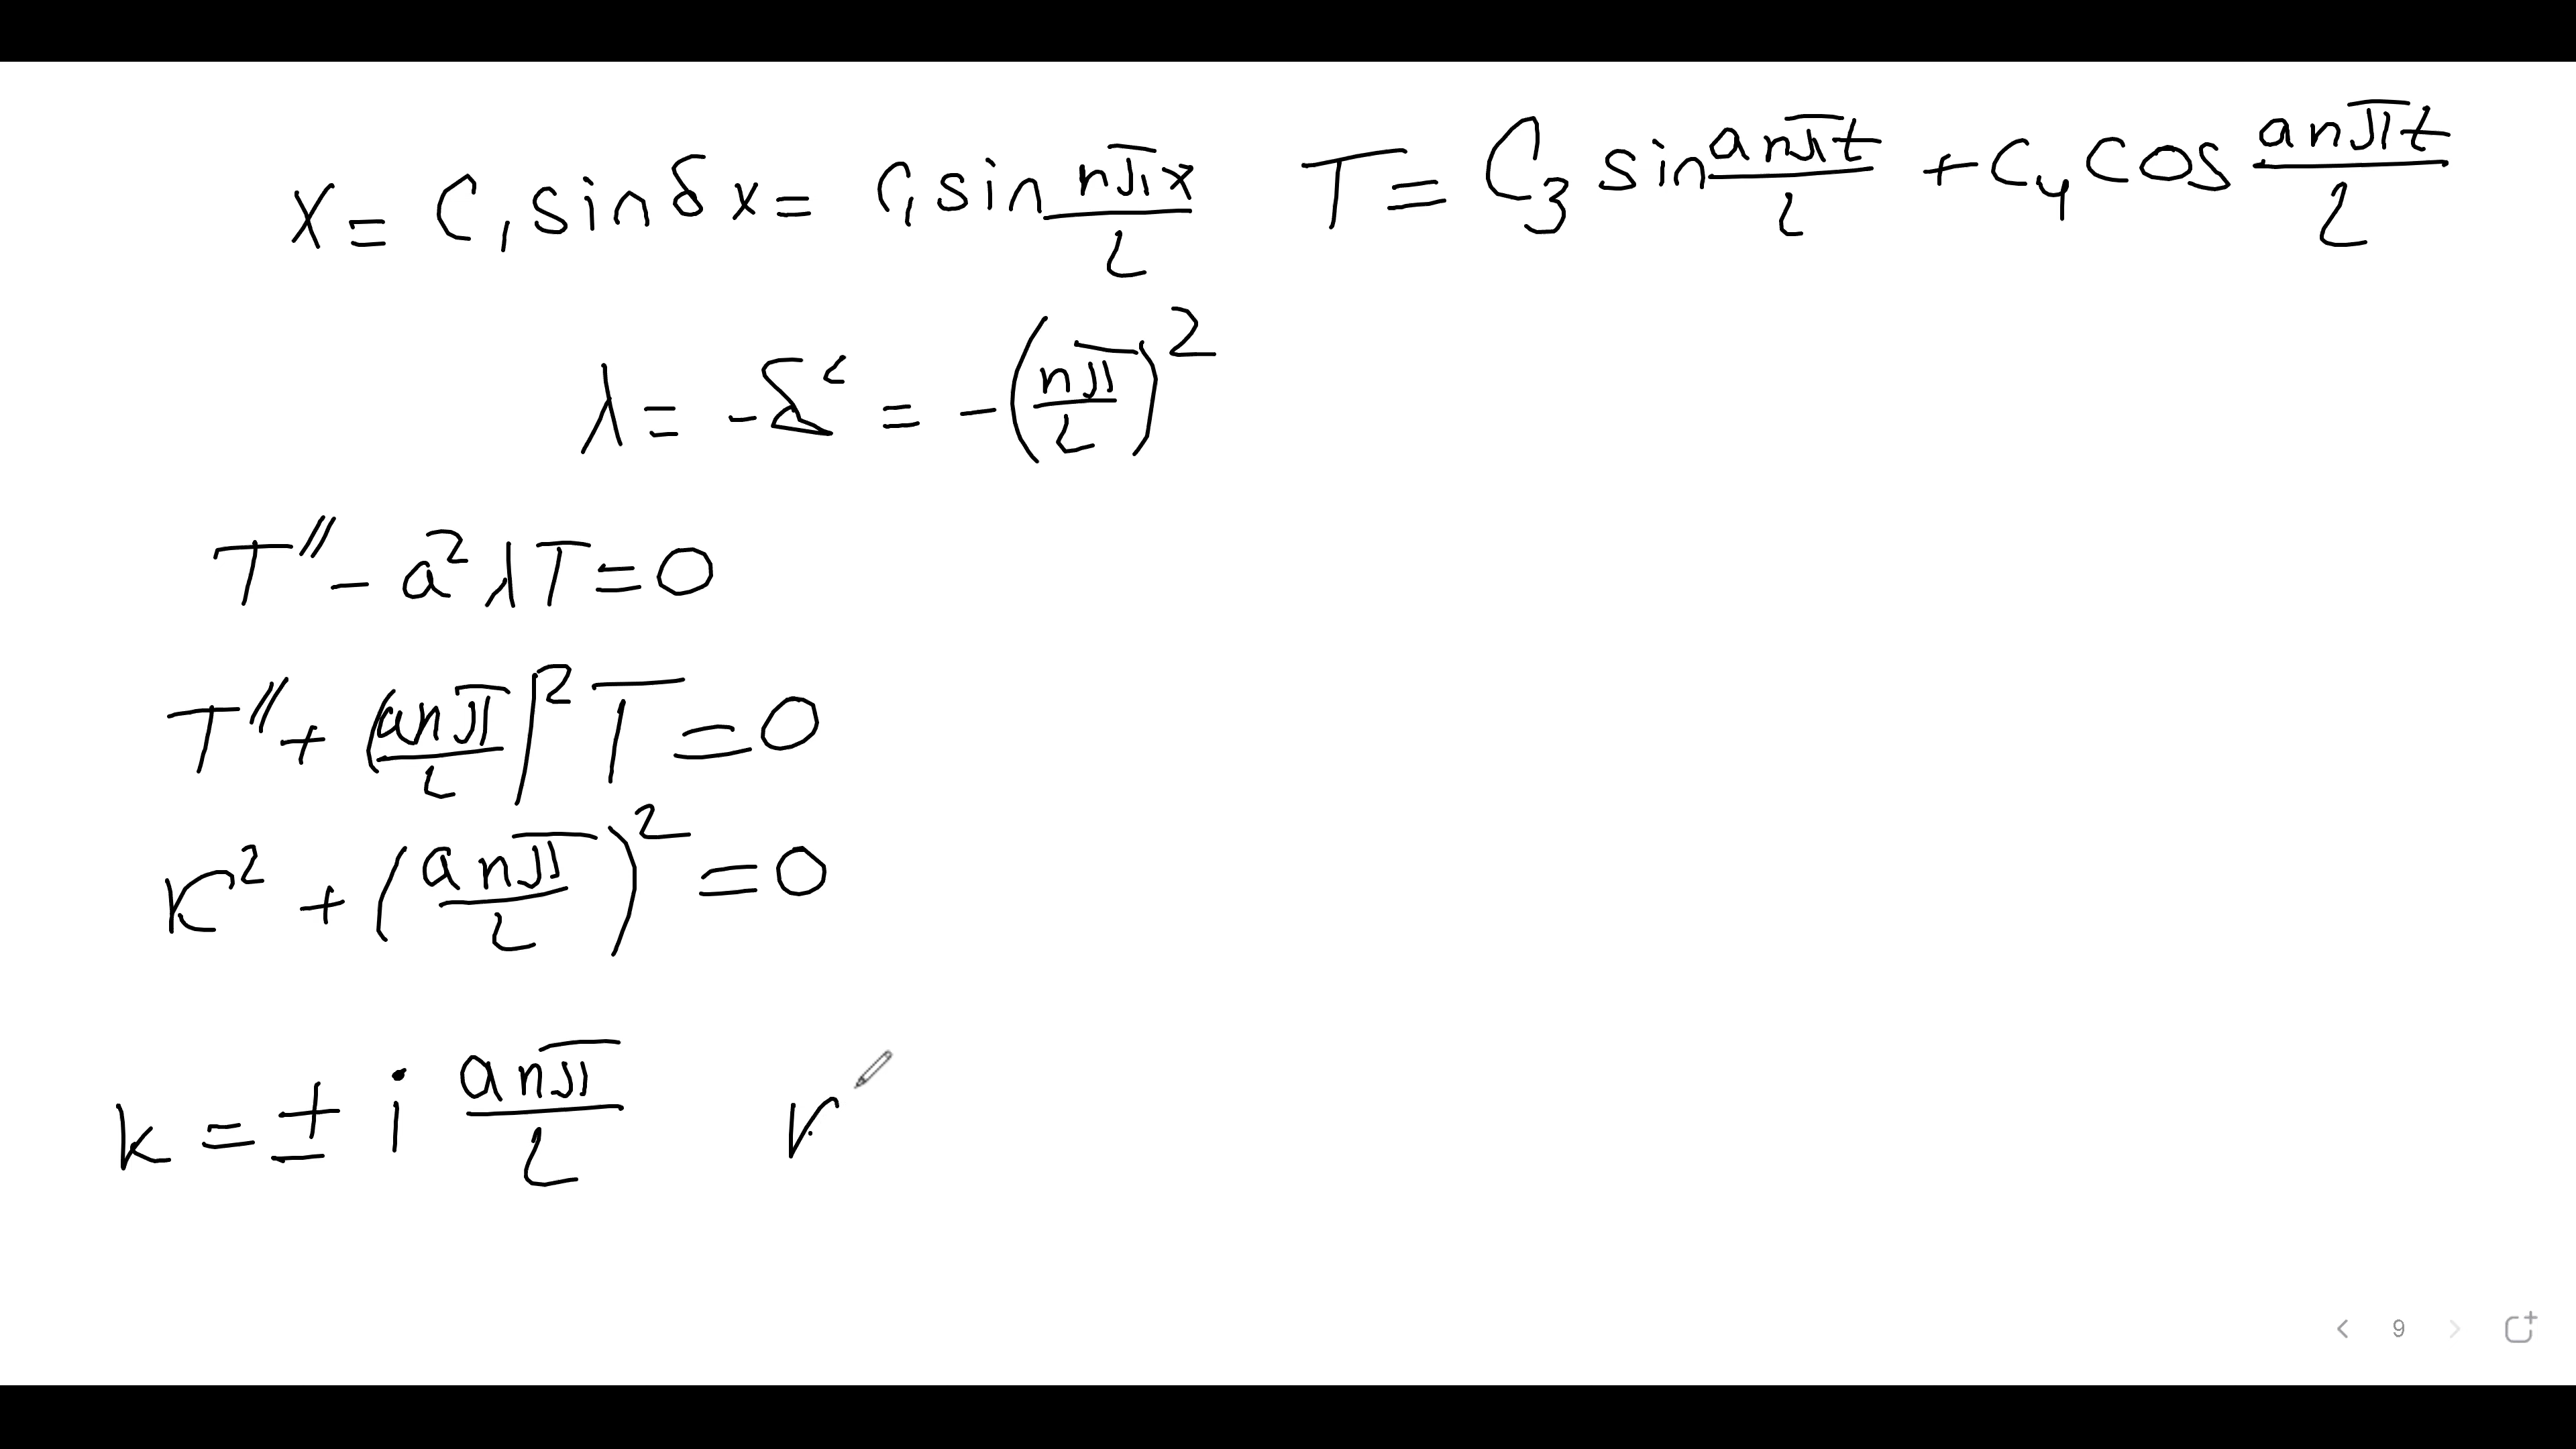 X = C₁ sin δx = C₁ sin nπx/l T = C₃ sin anπt/l + C₄ cos anπt/l
λ = -δ² = -(nπ/l)²
T'' - a²λT = 0
T'' + (anπ/l)² T = 0
K² + (anπ/l)² = 0
k = ± i anπ/l
9